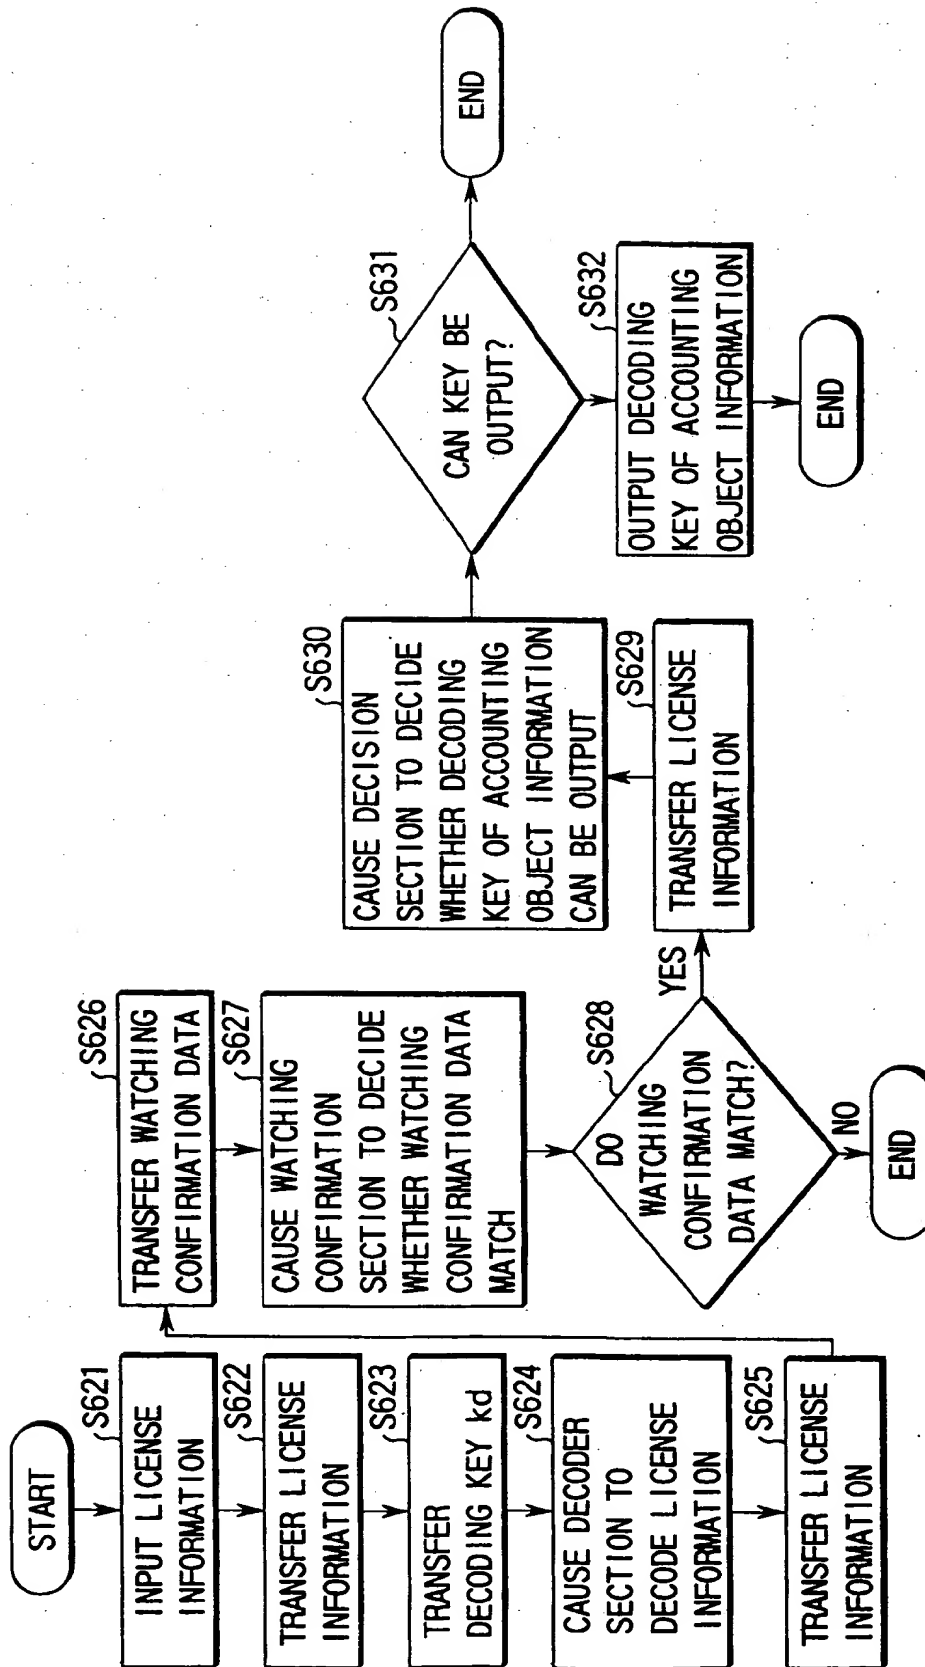 START
S621
INPUT LICENSE
INFORMATION
S622
TRANSFER LICENSE
INFORMATION
S623
TRANSFER
DECODING KEY kd
S624
CAUSE DECODER
SECTION TO
DECODE LICENSE
INFORMATION
S625
TRANSFER LICENSE
INFORMATION
S626
TRANSFER WATCHING
CONFIRMATION DATA
S627
CAUSE WATCHING
CONFIRMATION
SECTION TO DECIDE
WHETHER WATCHING
CONFIRMATION DATA
MATCH
S628
DO
WATCHING
CONFIRMATION
DATA MATCH?
YES
NO
END
S629
TRANSFER LICENSE
INFORMATION
S630
CAUSE DECISION
SECTION TO DECIDE
WHETHER DECODING
KEY OF ACCOUNTING
OBJECT INFORMATION
CAN BE OUTPUT
S631
CAN KEY BE
OUTPUT?
END
S632
OUTPUT DECODING
KEY OF ACCOUNTING
OBJECT INFORMATION
END